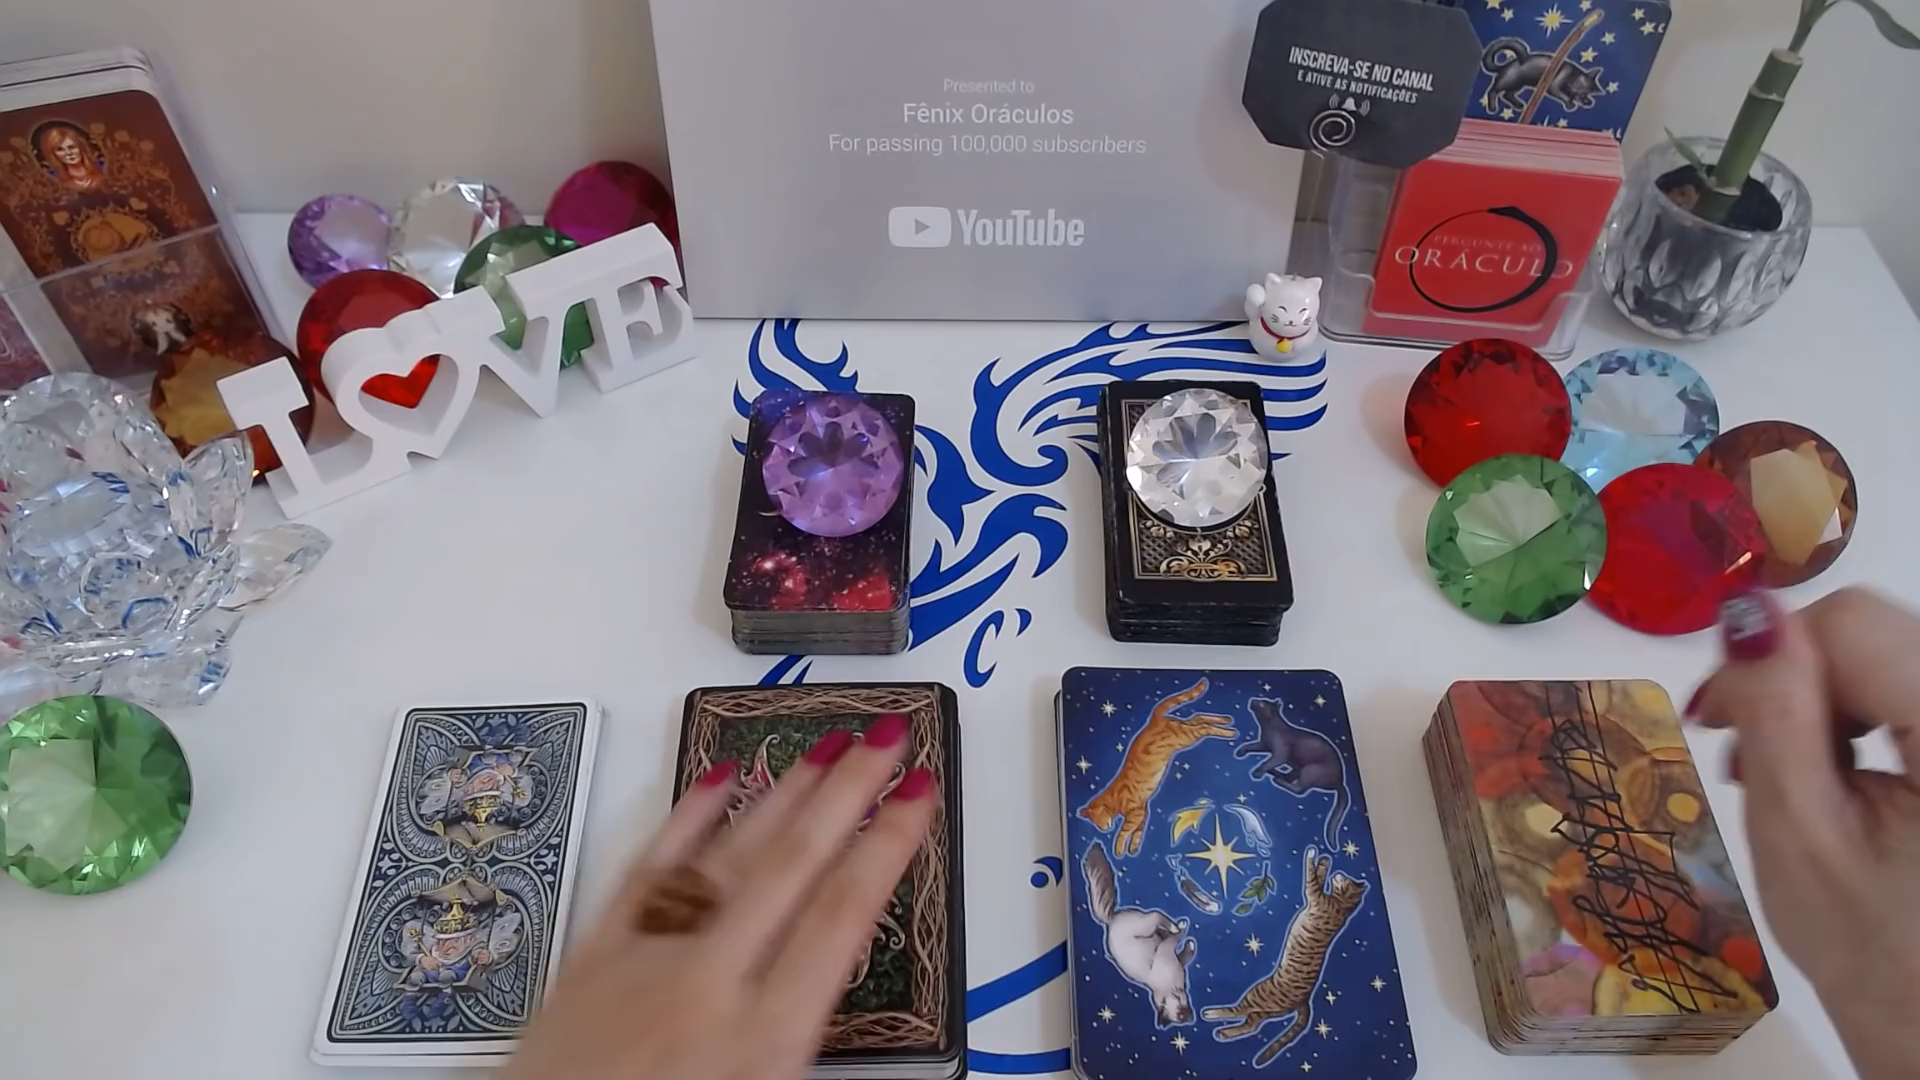 Presented to
Fênix Oráculos
For passing 100,000 subscribers
YouTube
INSCREVA-SE NO CANAL
E ATIVE AS NOTIFICAÇÕES
PERGUNTE AO
ORÁCULO
LOVE